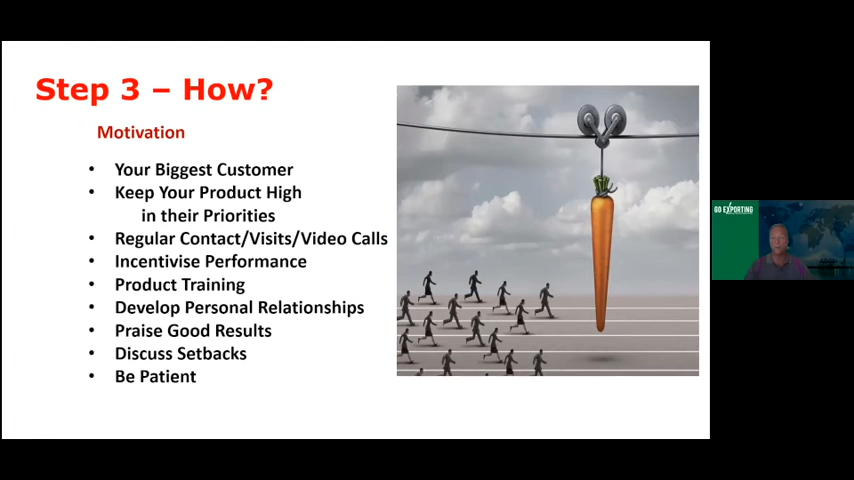 Step 3 – How?
Motivation
• Your Biggest Customer
• Keep Your Product High
in their Priorities
• Regular Contact/Visits/Video Calls
• Incentivise Performance
• Product Training
• Develop Personal Relationships
• Praise Good Results
• Discuss Setbacks
• Be Patient
GO EXPORTING